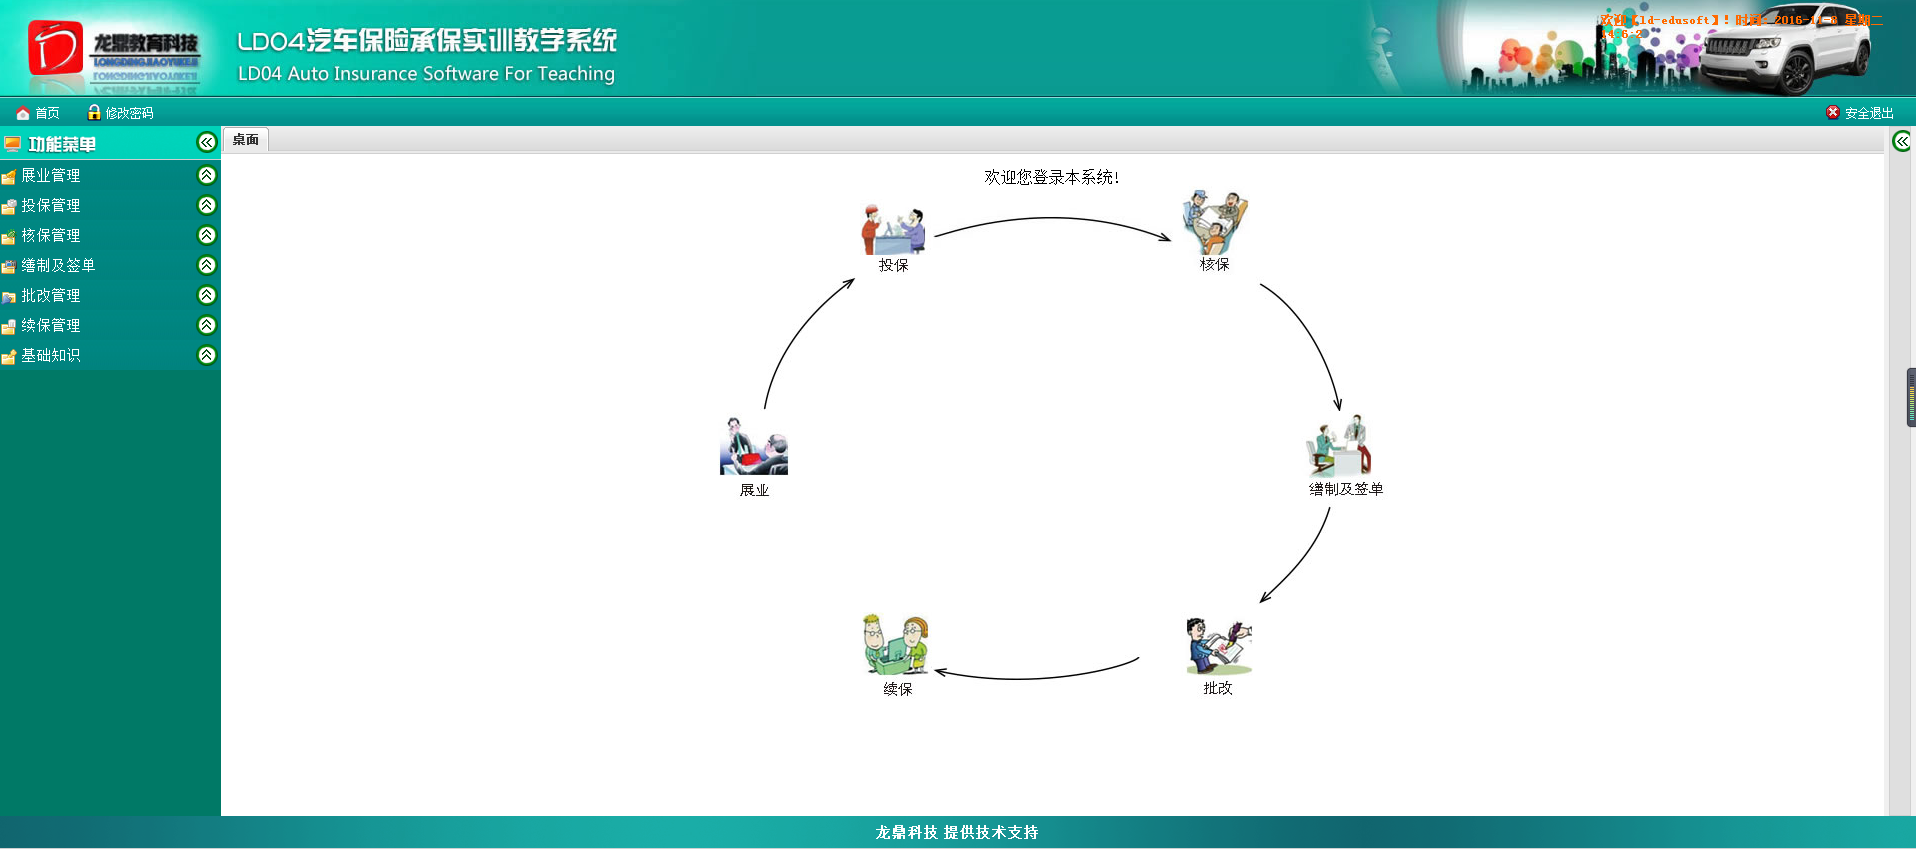 龙鼎教育科技
LONGDINGJIAOYUKEJI
LD04汽车保险承保实训教学系统
LD04 Auto Insurance Software For Teaching
欢迎【ld-edusoft】! 时间: 2016-11-8 星期二
14:6:2
首页
修改密码
安全退出
功能菜单
桌面
展业管理
投保管理
核保管理
缮制及签单
批改管理
续保管理
基础知识
欢迎您登录本系统!
投保
核保
展业
缮制及签单
续保
批改
龙鼎科技 提供技术支持